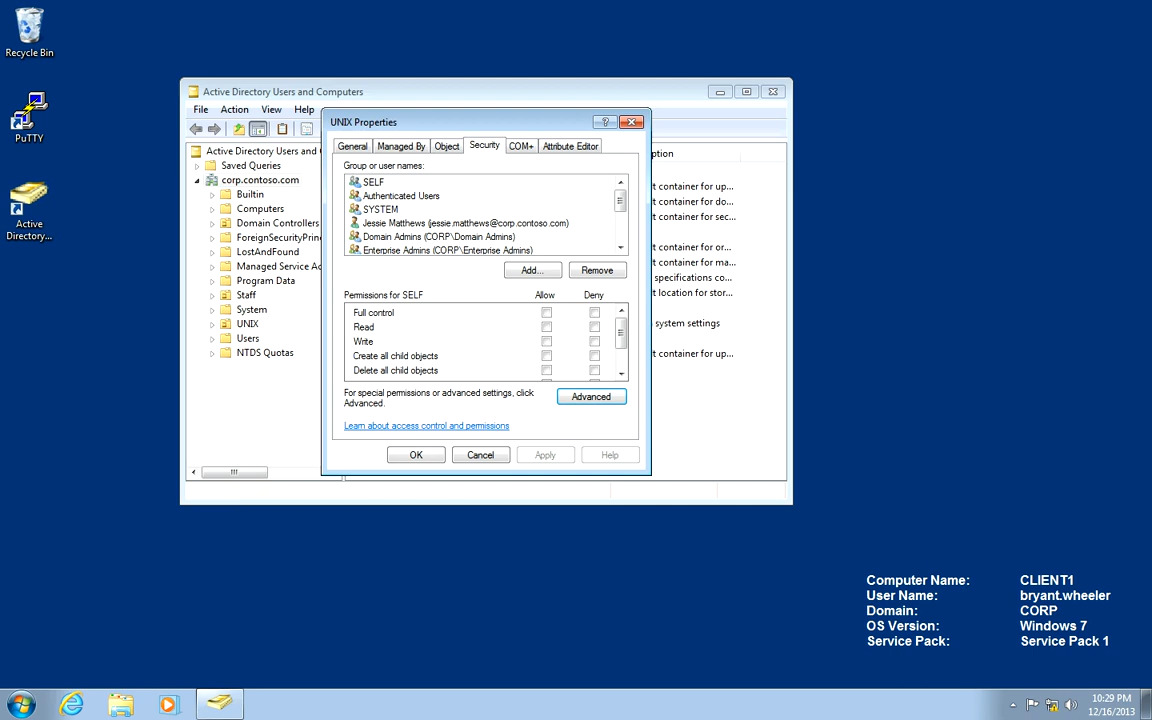 Recycle Bin
PuTTY
Active
Directory...
Active Directory Users and Computers
File Action View Help
Active Directory Users and
Saved Queries
corp.contoso.com
Builtin
Computers
Domain Controllers
ForeignSecurityPrin
LostAndFound
Managed Service Ac
Program Data
Staff
System
UNIX
Users
NTDS Quotas
UNIX Properties
General Managed By Object Security COM+ Attribute Editor
Group or user names:
SELF
Authenticated Users
SYSTEM
Jessie Matthews (jessie.matthews@corp.contoso.com)
Domain Admins (CORP\Domain Admins)
Enterprise Admins (CORP\Enterprise Admins)
Add... Remove
Permissions for SELF Allow Deny
Full control
Read
Write
Create all child objects
Delete all child objects
For special permissions or advanced settings, click
Advanced.
Advanced
Learn about access control and permissions
OK Cancel Apply Help
ption
t container for up...
t container for do...
t container for sec...
t container for or...
t container for ma...
specifications co...
t location for stor...
system settings
t container for up...
Computer Name: CLIENT1
User Name: bryant.wheeler
Domain: CORP
OS Version: Windows 7
Service Pack: Service Pack 1
10:29 PM
12/16/2013